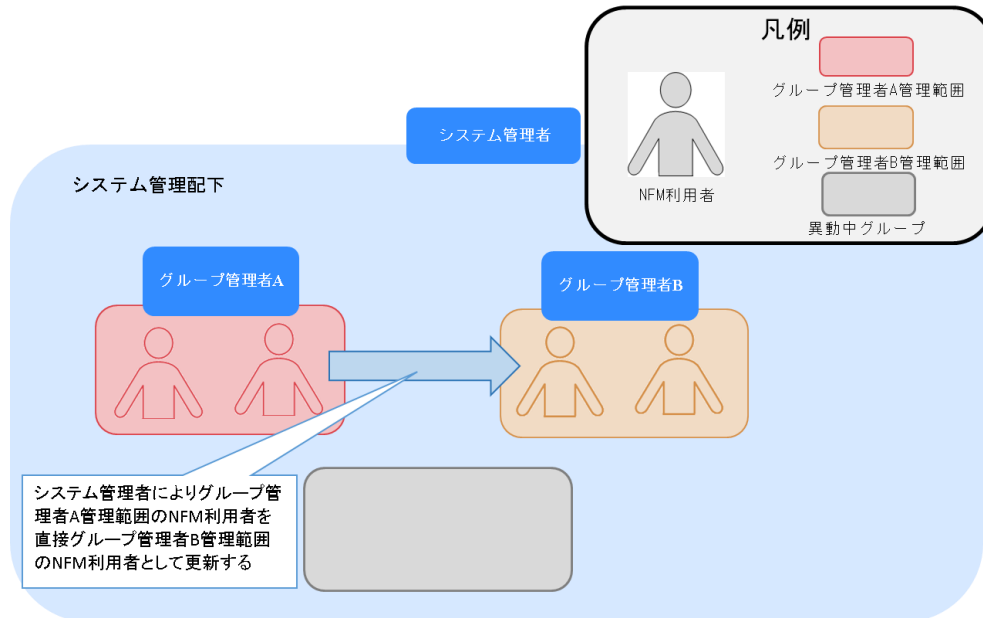 凡例
グループ管理者A管理範囲
システム管理者
グループ管理者B管理範囲
システム管理配下
NFM利用者
異動中グループ
グループ管理者A
グループ管理者B
システム管理者によりグループ管
理者A管理範囲のNFM利用者を
直接グループ管理者B管理範囲
のNFM利用者として更新する